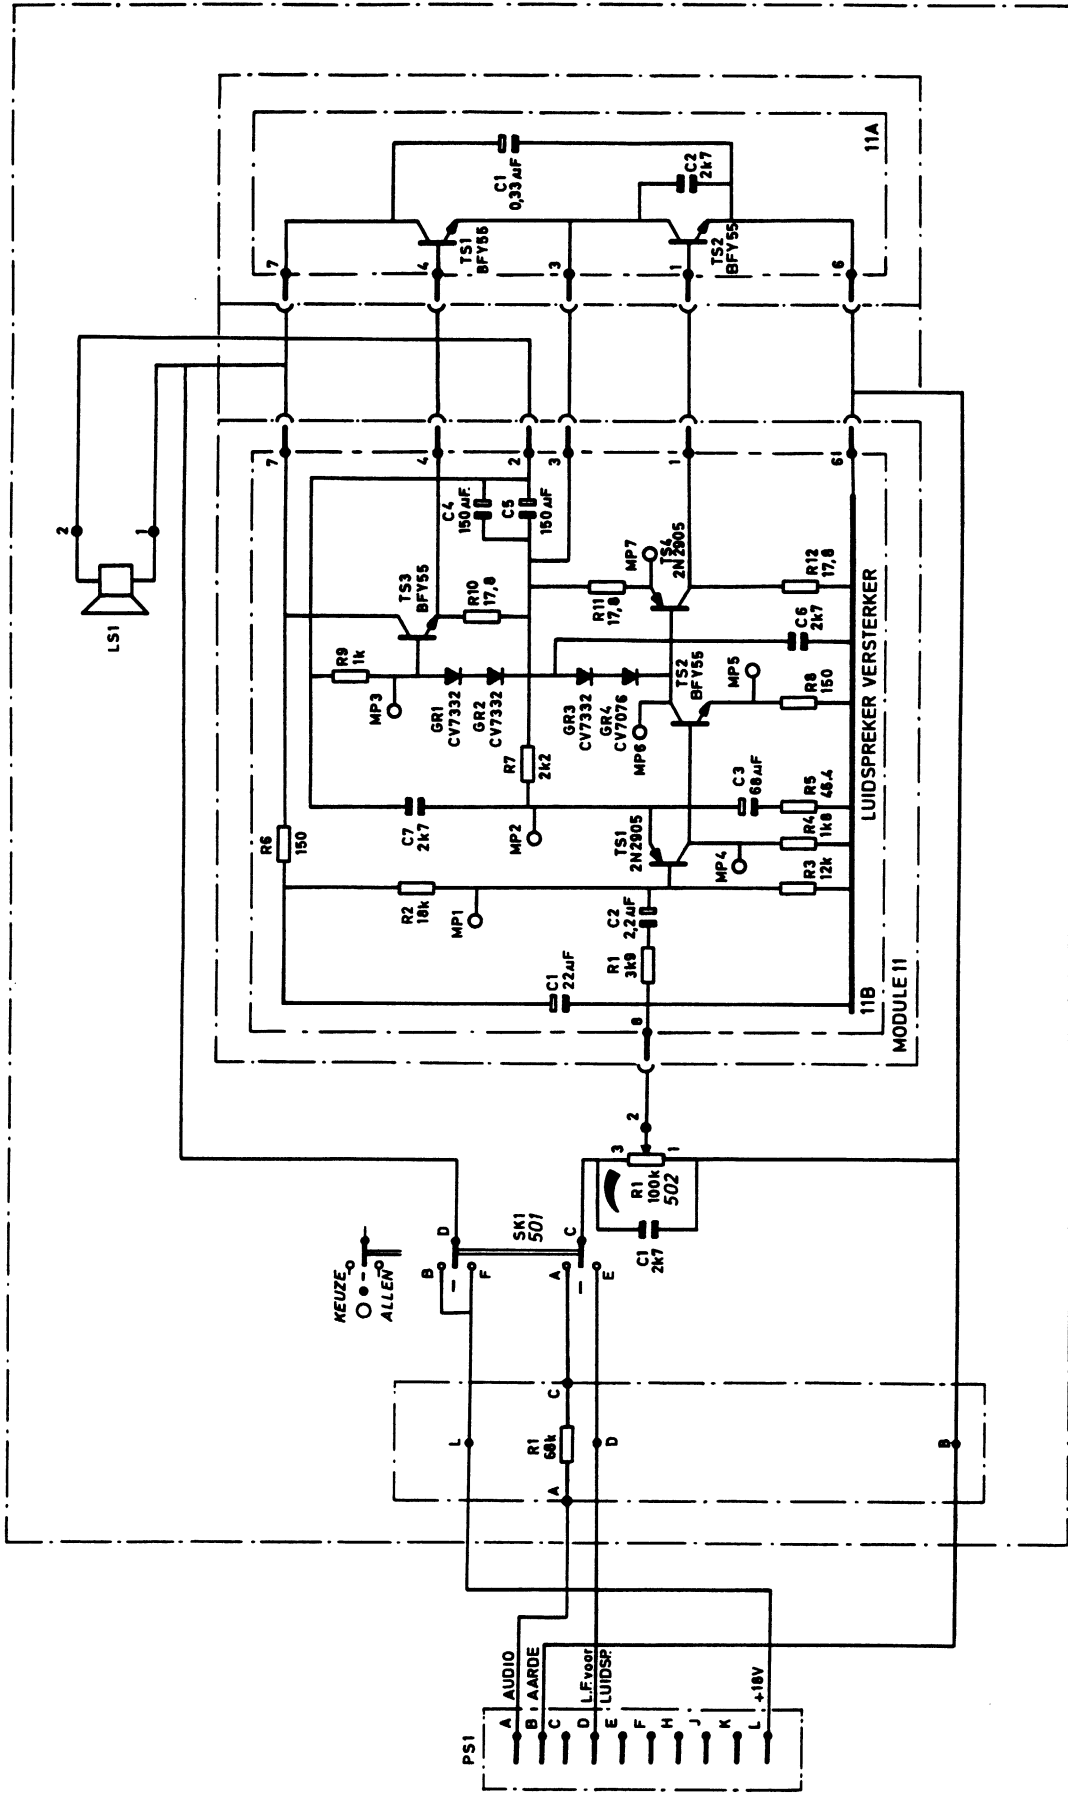 PS1
A
AUDIO
B
AARDE
C
D
L.F. voor
LUIDSP.
E
F
H
J
K
L
+18V
A
R1
68k
C
L
D
B
KEUZE
ALLEN
B
D
F
SK1
501
A
C
E
C1
2k7
R1
100k
502
3
2
1
LS1
2
1
8
R1
3k9
C2
2,2µF
C1
22µF
R2
18k
MP1
R6
150
C7
2k7
MP2
R7
2k2
TS1
2N2905
MP4
R3
12k
R4
1k8
R5
46.4
C3
68µF
MP3
R9
1k
GR1
CV7332
GR2
CV7332
GR3
CV7332
GR4
CV7076
MP6
TS2
BFY55
MP5
R8
150
C6
2k7
TS3
BFY55
R10
17,8
R11
17,8
MP7
TS4
2N2905
R12
17,8
C4
150µF.
C5
150µF
7
4
2
3
1
6
11B
LUIDSPREKER VERSTERKER
MODULE 11
7
4
3
1
6
TS1
BFY55
TS2
BFY55
C1
0,33µF
C2
2k7
11A